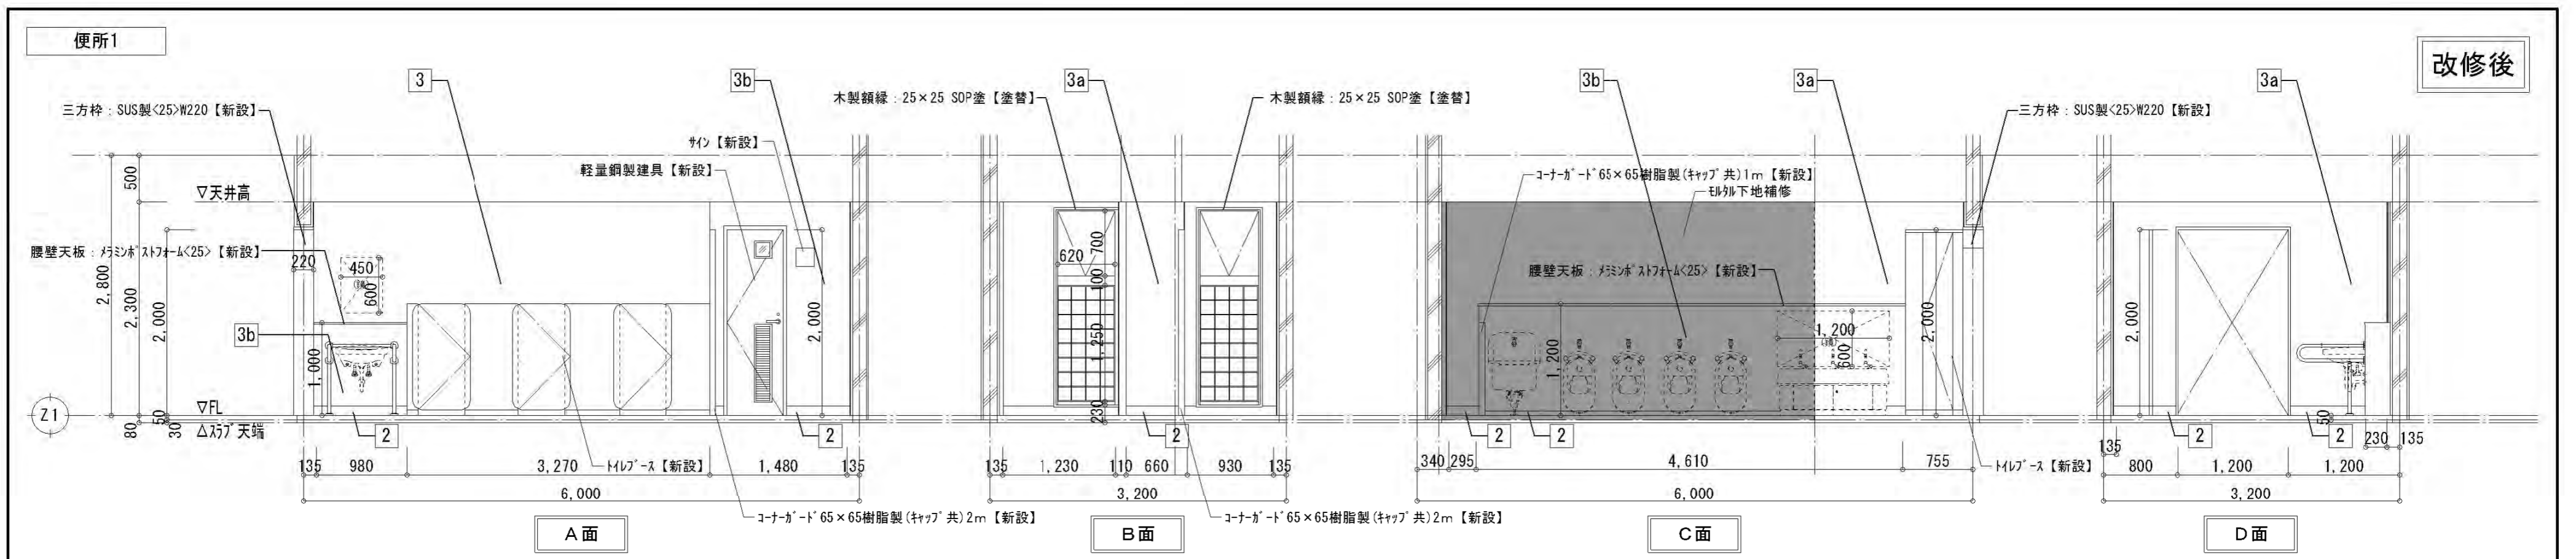 便所1
改修後
3
3b
3a
3b
3a
3a
三方枠：SUS製<25>W220【新設】
木製額縁：25×25 SOP塗【塗替】
木製額縁：25×25 SOP塗【塗替】
三方枠：SUS製<25>W220【新設】
ｻｲﾝ【新設】
軽量鋼製建具【新設】
ｺｰﾅｰｶﾞｰﾄﾞ65×65樹脂製(ｷｬｯﾌﾟ共)1m【新設】
ﾓﾙﾀﾙ下地補修
500
▽天井高
腰壁天板：ﾒﾗﾐﾝﾎﾟｽﾄﾌｫｰﾑ<25>【新設】
腰壁天板：ﾒﾗﾐﾝﾎﾟｽﾄﾌｫｰﾑ<25>【新設】
2,800
2,300
2,000
220
450
600
3b
1,000
2,000
620
700
100
1,250
230
1,200
1,200
600
2,000
2,000
50
Z1
▽FL
△ｽﾗﾌﾞ天端
80
50
30
2
2
2
2
2
2
2
135
980
3,270
1,480
135
ﾄｲﾚﾌﾞｰｽ【新設】
6,000
135
1,230
110
660
930
135
3,200
340
295
4,610
755
6,000
ﾄｲﾚﾌﾞｰｽ【新設】
135
800
1,200
1,200
230
135
3,200
ｺｰﾅｰｶﾞｰﾄﾞ65×65樹脂製(ｷｬｯﾌﾟ共)2m【新設】
ｺｰﾅｰｶﾞｰﾄﾞ65×65樹脂製(ｷｬｯﾌﾟ共)2m【新設】
A面
B面
C面
D面